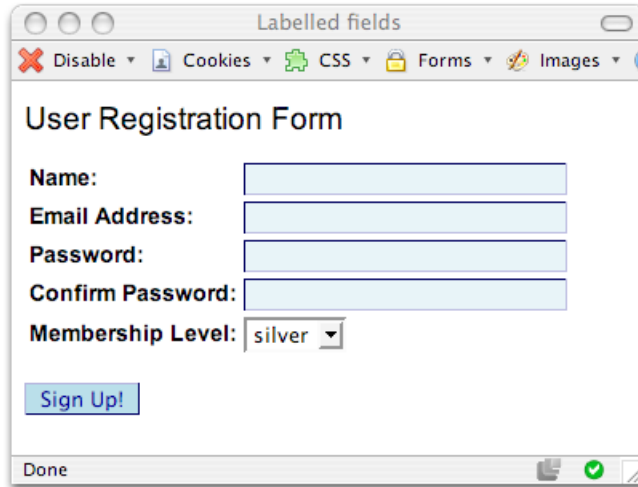 Labelled fields
Disable Cookies CSS Forms Images
User Registration Form
Name:
Email Address:
Password:
Confirm Password:
Membership Level: silver
Sign Up!
Done